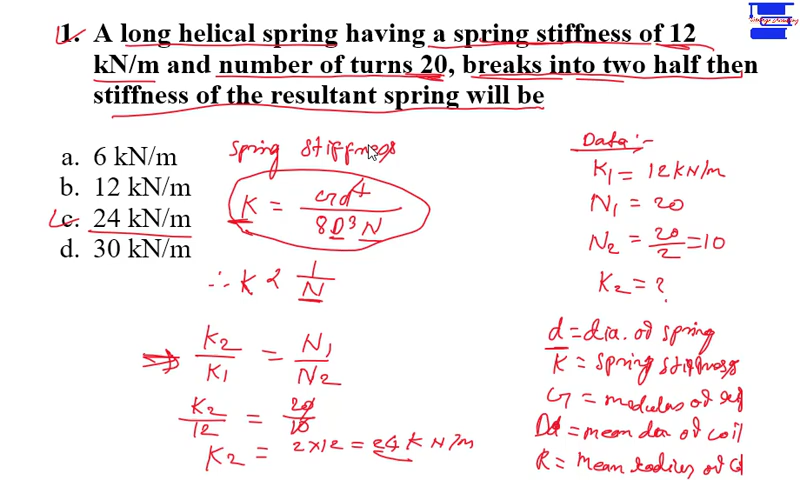 1. A long helical spring having a spring stiffness of 12
kN/m and number of turns 20, breaks into two half then
stiffness of the resultant spring will be
a. 6 kN/m
b. 12 kN/m
c. 24 kN/m
d. 30 kN/m
Spring stiffness
K = Gd⁴ / 8D³N
∴ K ∝ 1/N
⇒ K₂/K₁ = N₁/N₂
K₂/12 = 20/10
K₂ = 2×12 = 24 KN/m
Data:-
K₁ = 12KN/m
N₁ = 20
N₂ = 20/2 = 10
K₂ = ?
d = dia. of spring
K = spring stiffness
G = modulus of
D = mean dia of coil
R = Mean radius of